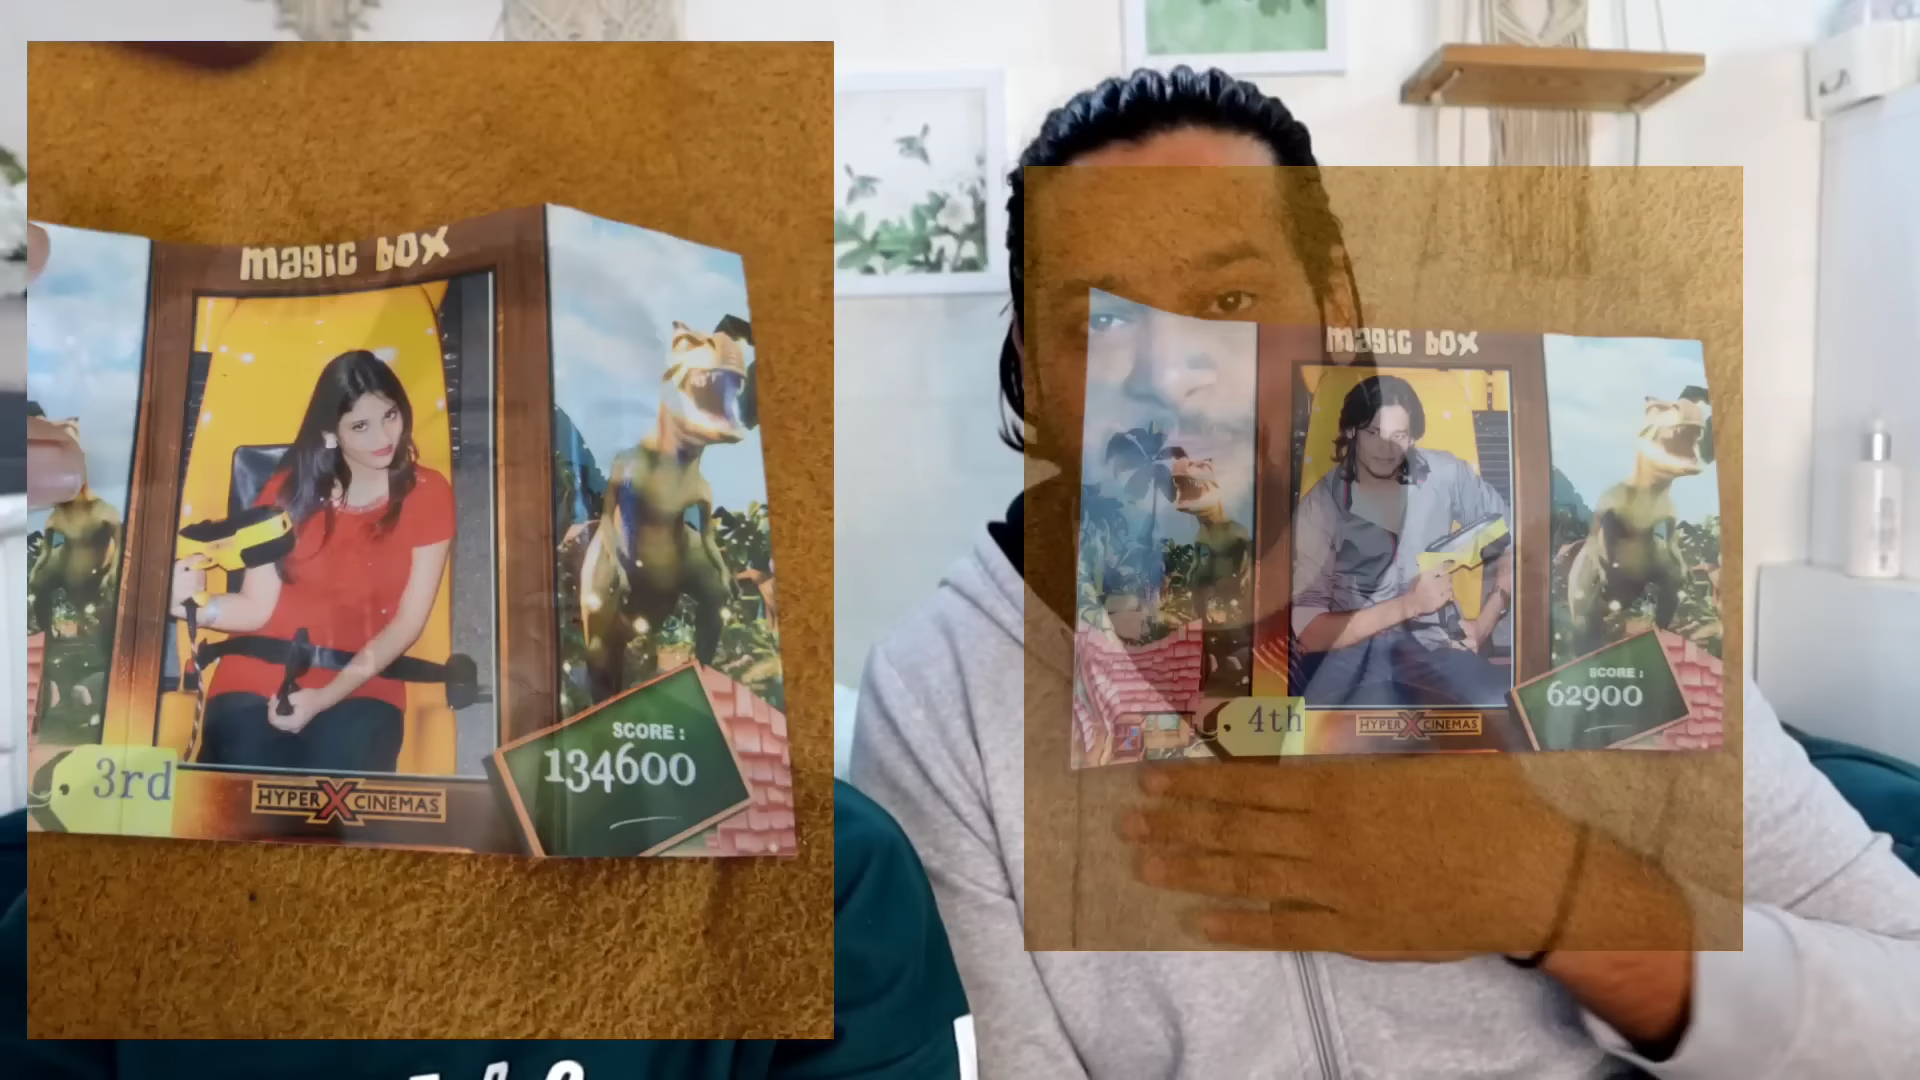 magic box
SCORE :
134600
3rd
HYPER X CINEMAS
magic box
SCORE :
62900
4th
HYPER X CINEMAS